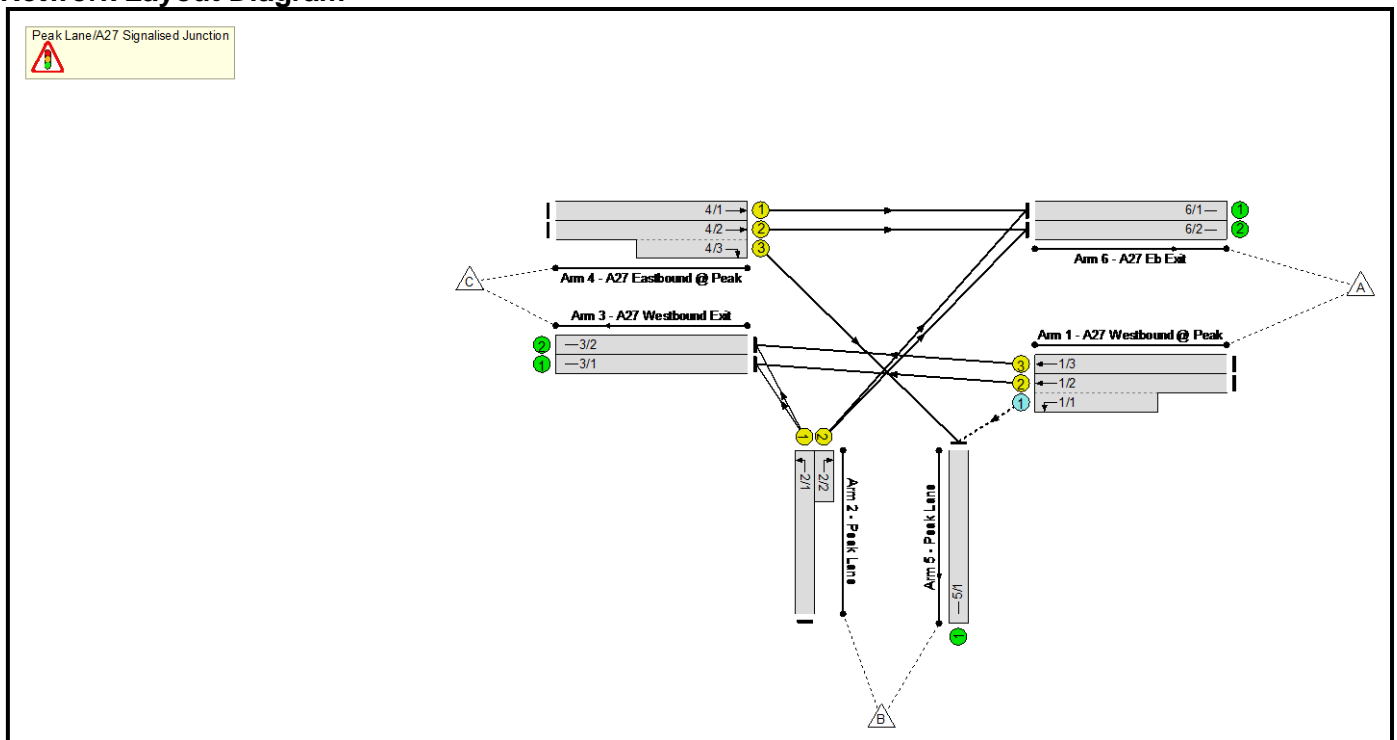 Peak Lane/A27 Signalised Junction
4/1
1
6/1
1
4/2
2
6/2
2
4/3
3
Arm 6 - A27 Eb Exit
C
Arm 4 - A27 Eastbound @ Peak
A
Arm 3 - A27 Westbound Exit
Arm 1 - A27 Westbound @ Peak
2
3/2
3
1/3
1
3/1
2
1/2
1
1/1
1
2
2/1
2/2
Arm 2 - Peak Lane
Arm 5 - Peak Lane
5/1
1
B